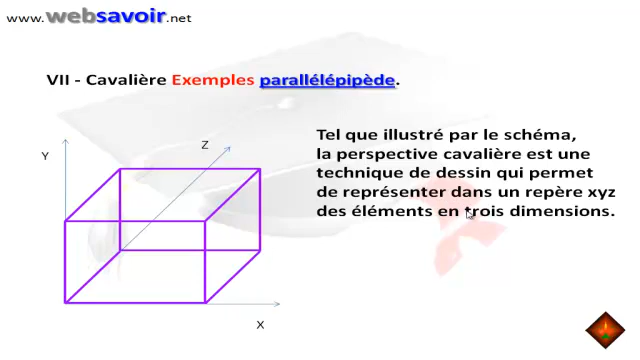 www.websavoir.net
VII - Cavalière Exemples parallélépipède.
Tel que illustré par le schéma,
la perspective cavalière est une
technique de dessin qui permet
de représenter dans un repère xyz
des éléments en trois dimensions.
Y
Z
X